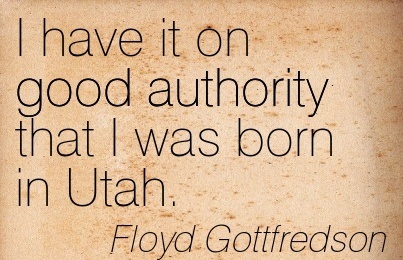 I have it on
good authority
that I was born
in Utah.
Floyd Gottfredson